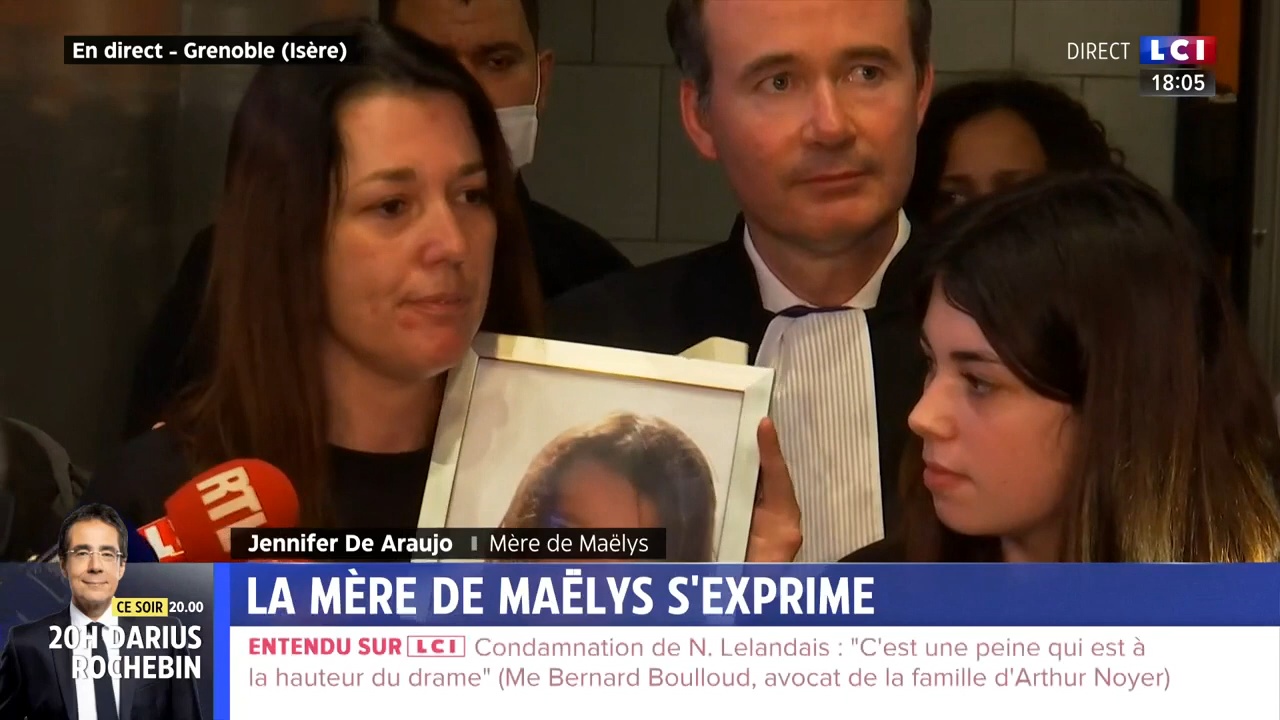 En direct - Grenoble (Isère)
DIRECT LCI
18:05
RTL
Jennifer De Araujo Mère de Maëlys
LA MÈRE DE MAËLYS S'EXPRIME
CE SOIR 20.00
20H DARIUS
ROCHEBIN
ENTENDU SUR LCI Condamnation de N. Lelandais : "C'est une peine qui est à
la hauteur du drame" (Me Bernard Boulloud, avocat de la famille d'Arthur Noyer)